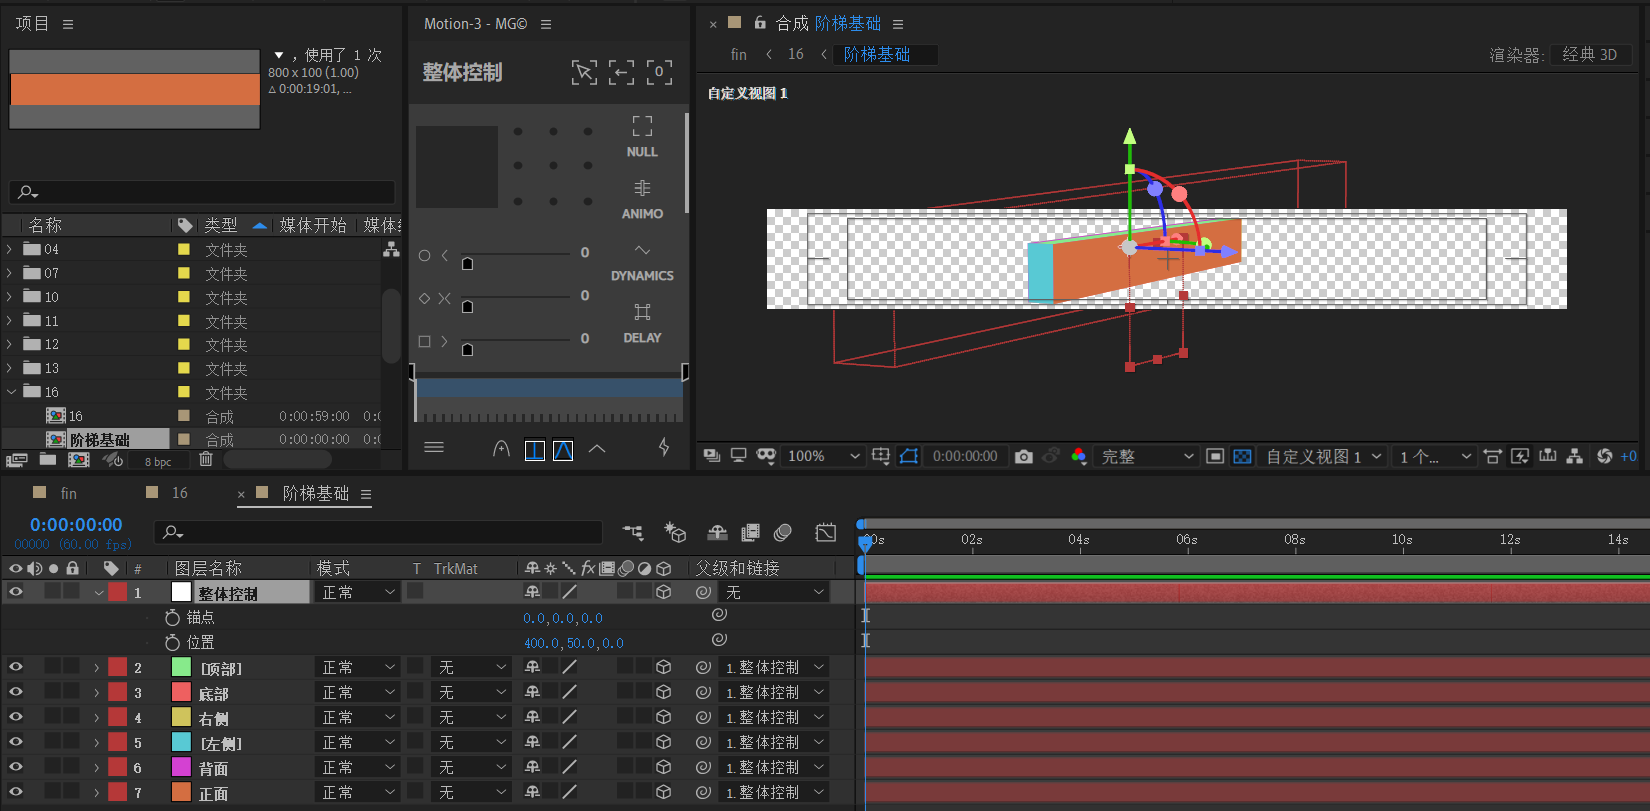 项目
，使用了 1 次
800 x 100 (1.00)
△ 0:00:19:01, ...
名称 类型 媒体开始 媒体
04 文件夹
07 文件夹
10 文件夹
11 文件夹
12 文件夹
13 文件夹
16 文件夹
16 合成 0:00:59:00 0:0
阶梯基础 合成 0:00:00:00 0:0
8 bpc
Motion-3 - MG©
整体控制
NULL
ANIMO
DYNAMICS
DELAY
0
0
0
合成 阶梯基础
fin 16 阶梯基础
渲染器: 经典 3D
自定义视图 1
100% 0:00:00:00 完整 自定义视图 1 1 个... +0
fin 16 阶梯基础
0:00:00:00
00000 (60.00 fps)
00s 02s 04s 06s 08s 10s 12s 14s
# 图层名称 模式 T TrkMat fx 父级和链接
1 整体控制 正常 无
锚点 0.0,0.0,0.0
位置 400.0,50.0,0.0
2 [顶部] 正常 无 1.整体控制
3 底部 正常 无 1.整体控制
4 右侧 正常 无 1.整体控制
5 [左侧] 正常 无 1.整体控制
6 背面 正常 无 1.整体控制
7 正面 正常 无 1.整体控制